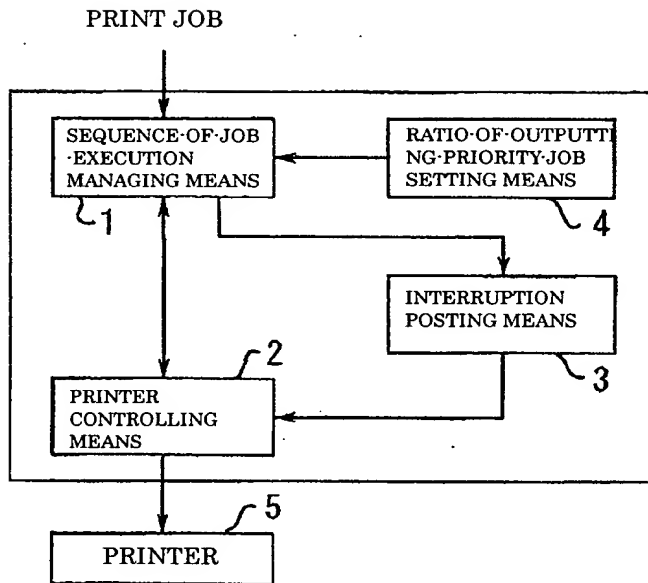 PRINT JOB
SEQUENCE·OF·JOB
·EXECUTION
MANAGING MEANS
1
RATIO·OF·OUTPUTTI
NG·PRIORITY·JOB
SETTING MEANS
4
INTERRUPTION
POSTING MEANS
3
2
PRINTER
CONTROLLING
MEANS
5
PRINTER